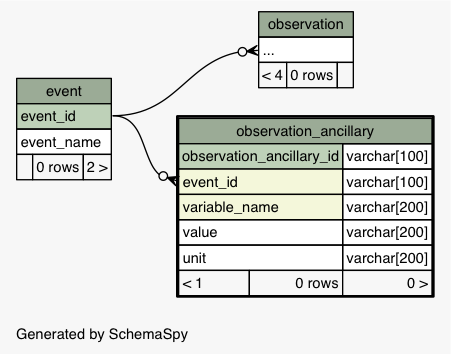 observation
...
< 4 0 rows
event
event_id
event_name
0 rows 2 >
observation_ancillary
observation_ancillary_id varchar[100]
event_id varchar[100]
variable_name varchar[200]
value varchar[200]
unit varchar[200]
< 1 0 rows 0 >
Generated by SchemaSpy